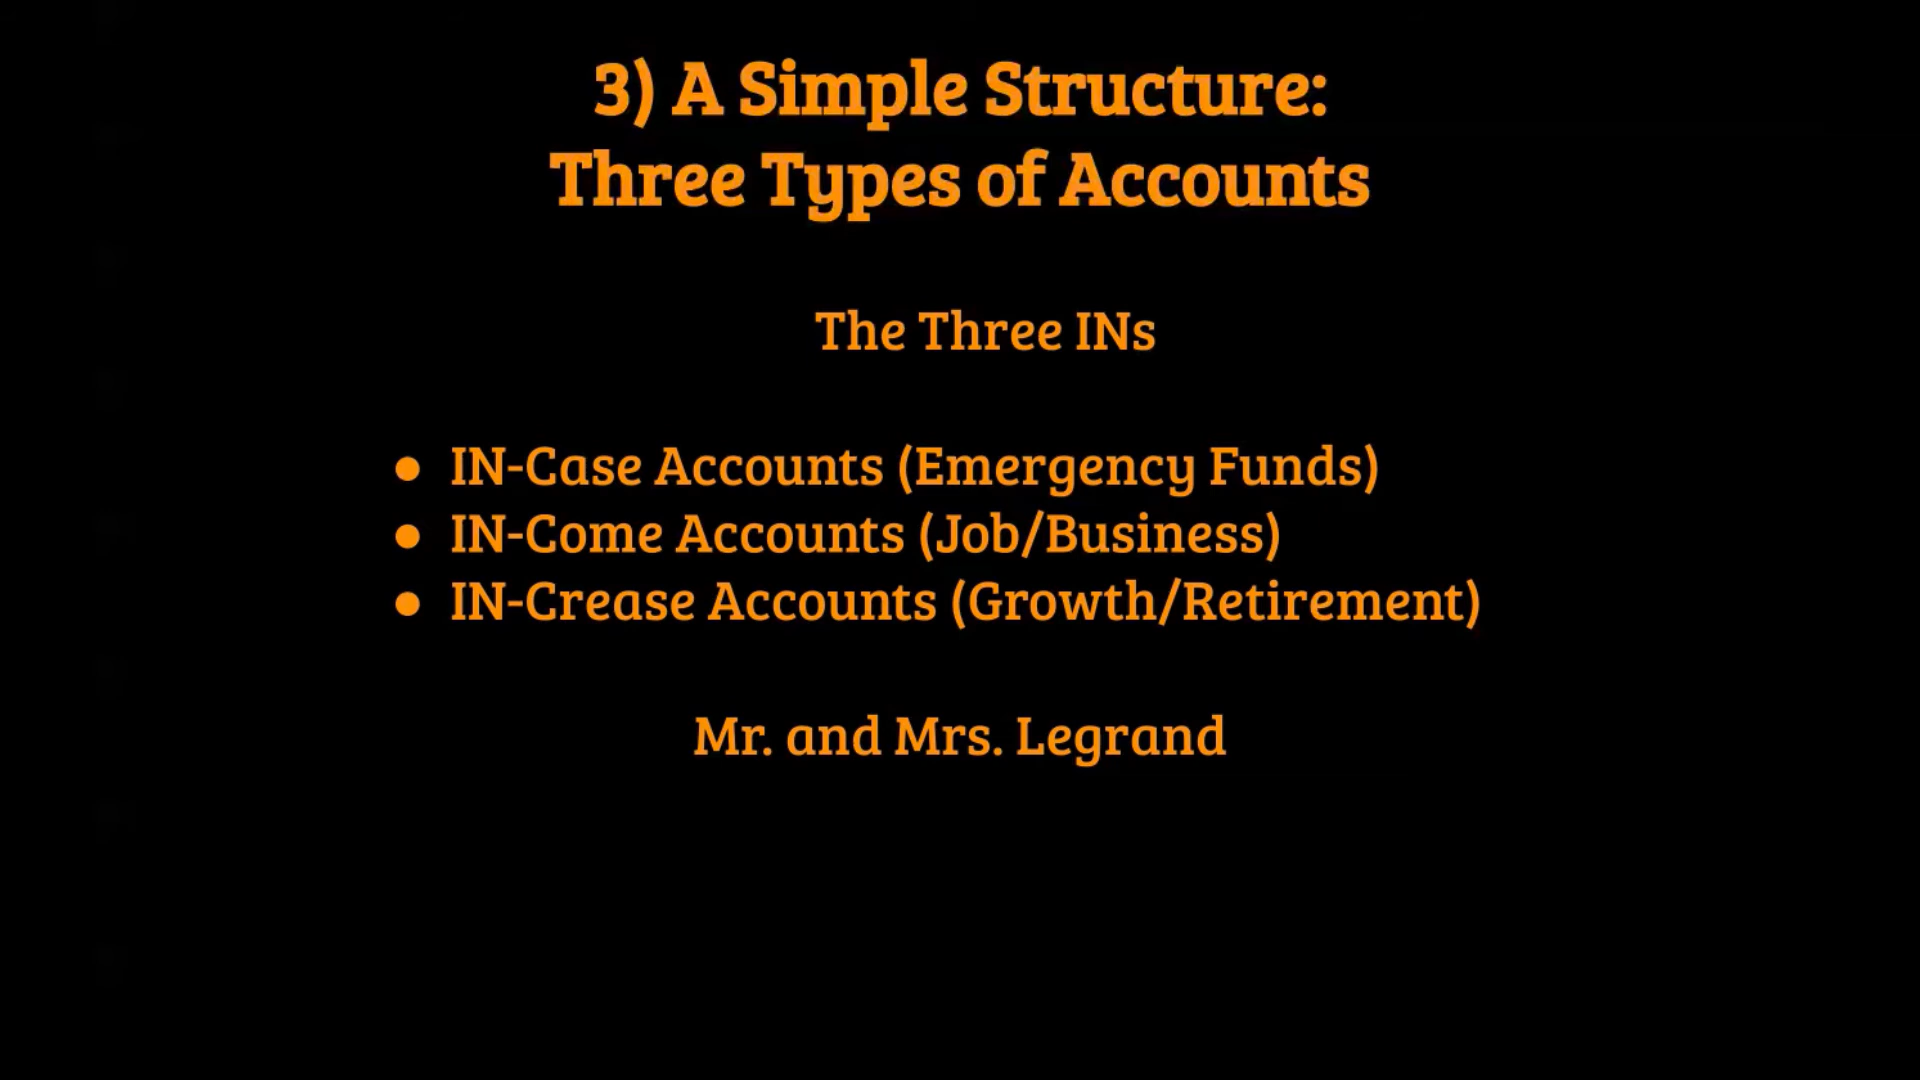 3) A Simple Structure:
Three Types of Accounts
The Three INs
● IN-Case Accounts (Emergency Funds)
● IN-Come Accounts (Job/Business)
● IN-Crease Accounts (Growth/Retirement)
Mr. and Mrs. Legrand